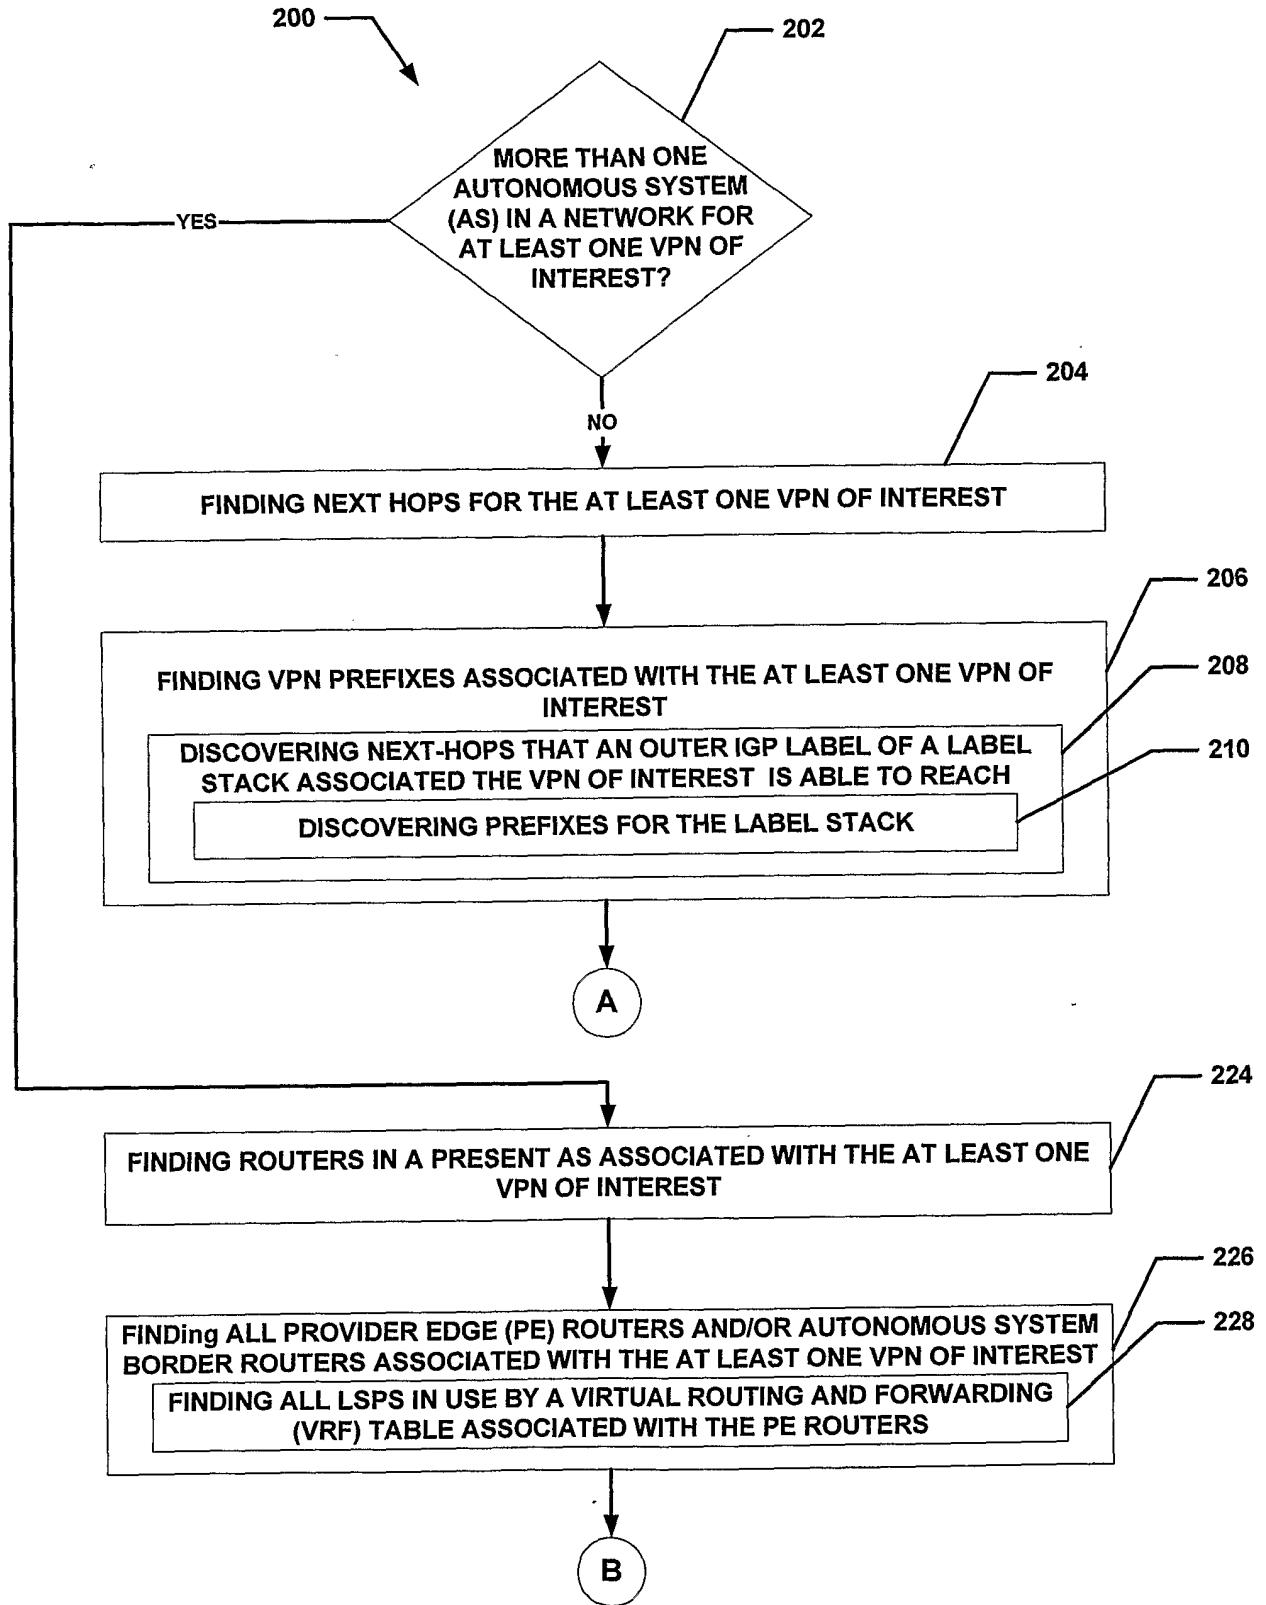 200
202
MORE THAN ONE
AUTONOMOUS SYSTEM
(AS) IN A NETWORK FOR
AT LEAST ONE VPN OF
INTEREST?
YES
NO
204
FINDING NEXT HOPS FOR THE AT LEAST ONE VPN OF INTEREST
206
FINDING VPN PREFIXES ASSOCIATED WITH THE AT LEAST ONE VPN OF
INTEREST
208
DISCOVERING NEXT-HOPS THAT AN OUTER IGP LABEL OF A LABEL
STACK ASSOCIATED THE VPN OF INTEREST IS ABLE TO REACH
210
DISCOVERING PREFIXES FOR THE LABEL STACK
A
224
FINDING ROUTERS IN A PRESENT AS ASSOCIATED WITH THE AT LEAST ONE
VPN OF INTEREST
226
FINDing ALL PROVIDER EDGE (PE) ROUTERS AND/OR AUTONOMOUS SYSTEM
BORDER ROUTERS ASSOCIATED WITH THE AT LEAST ONE VPN OF INTEREST
228
FINDING ALL LSPS IN USE BY A VIRTUAL ROUTING AND FORWARDING
(VRF) TABLE ASSOCIATED WITH THE PE ROUTERS
B